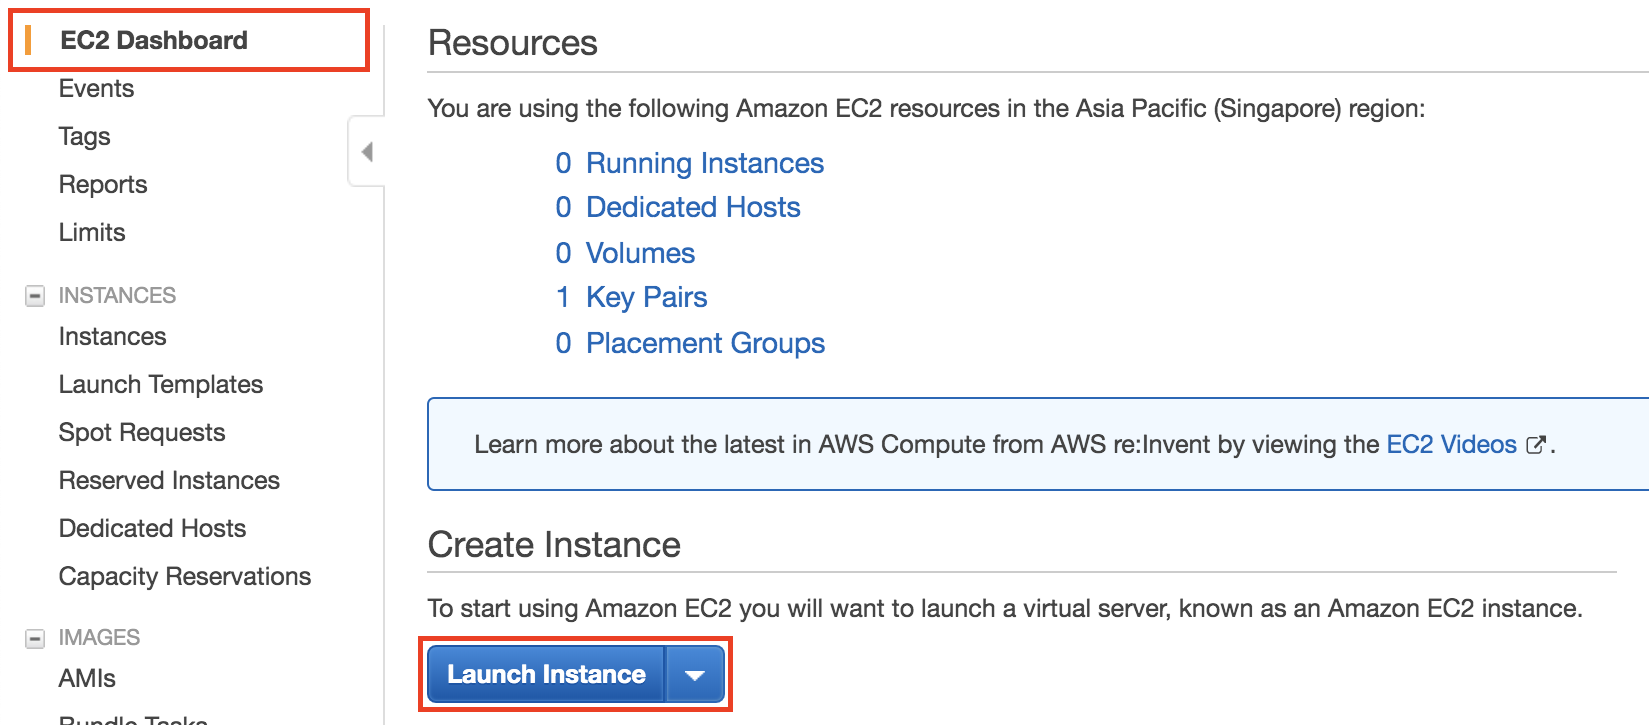 EC2 Dashboard
Events
Tags
Reports
Limits
INSTANCES
Instances
Launch Templates
Spot Requests
Reserved Instances
Dedicated Hosts
Capacity Reservations
IMAGES
AMIs
Bundle Tasks
Resources
You are using the following Amazon EC2 resources in the Asia Pacific (Singapore) region:
0 Running Instances
0 Dedicated Hosts
0 Volumes
1 Key Pairs
0 Placement Groups
Learn more about the latest in AWS Compute from AWS re:Invent by viewing the EC2 Videos .
Create Instance
To start using Amazon EC2 you will want to launch a virtual server, known as an Amazon EC2 instance.
Launch Instance